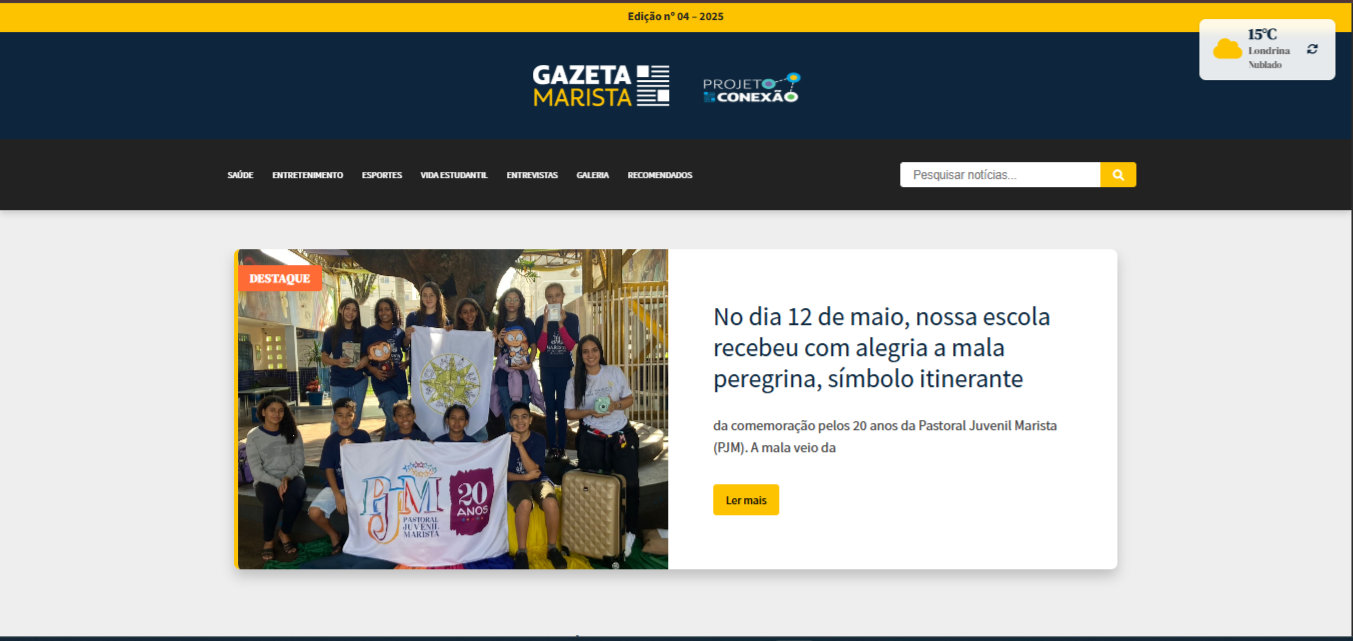 Edição nº 04 – 2025
15°C
Londrina
Nublado
GAZETA
MARISTA
PROJETO
CONEXÃO
SAÚDE ENTRETENIMENTO ESPORTES VIDA ESTUDANTIL ENTREVISTAS GALERIA RECOMENDADOS
Pesquisar notícias...
DESTAQUE
PJM
PASTORAL
JUVENIL
MARISTA
20
ANOS
No dia 12 de maio, nossa escola
recebeu com alegria a mala
peregrina, símbolo itinerante
da comemoração pelos 20 anos da Pastoral Juvenil Marista
(PJM). A mala veio da
Ler mais